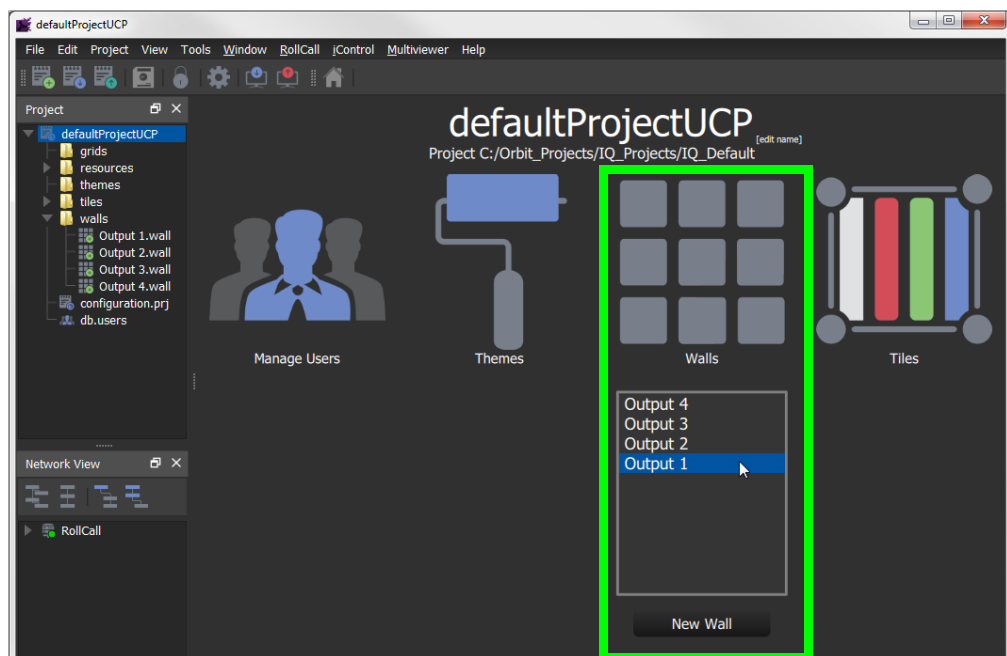 defaultProjectUCP
File Edit Project View Tools Window RollCall iControl Multiviewer Help
Project
defaultProjectUCP
grids
resources
themes
tiles
walls
Output 1.wall
Output 2.wall
Output 3.wall
Output 4.wall
configuration.prj
db.users
defaultProjectUCP
[edit name]
Project C:/Orbit_Projects/IQ_Projects/IQ_Default
Manage Users
Themes
Walls
Tiles
Output 4
Output 3
Output 2
Output 1
New Wall
Network View
RollCall